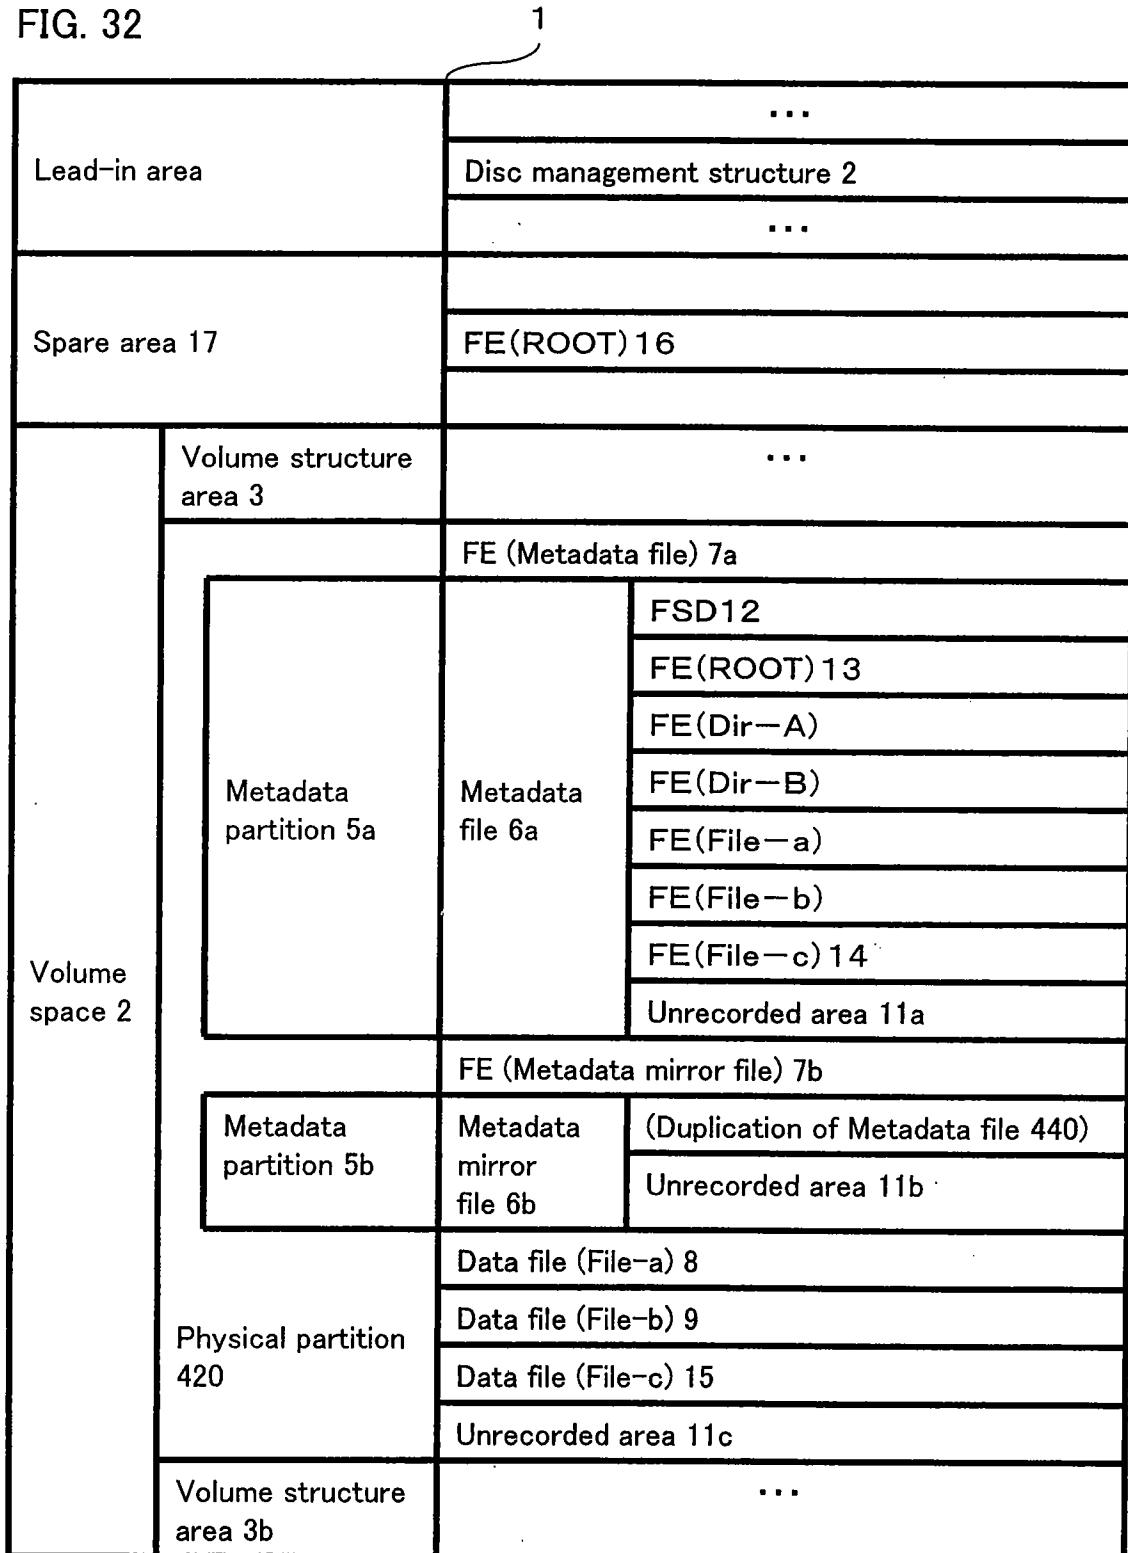 FIG. 32
1
Lead-in area
...
Disc management structure 2
...
Spare area 17
FE(ROOT)16
Volume space 2
Volume structure
area 3
...
FE (Metadata file) 7a
Metadata
partition 5a
Metadata
file 6a
FSD12
FE(ROOT)13
FE(Dir—A)
FE(Dir—B)
FE(File—a)
FE(File—b)
FE(File—c)14
Unrecorded area 11a
FE (Metadata mirror file) 7b
Metadata
partition 5b
Metadata
mirror
file 6b
(Duplication of Metadata file 440)
Unrecorded area 11b
Physical partition
420
Data file (File-a) 8
Data file (File-b) 9
Data file (File-c) 15
Unrecorded area 11c
Volume structure
area 3b
...